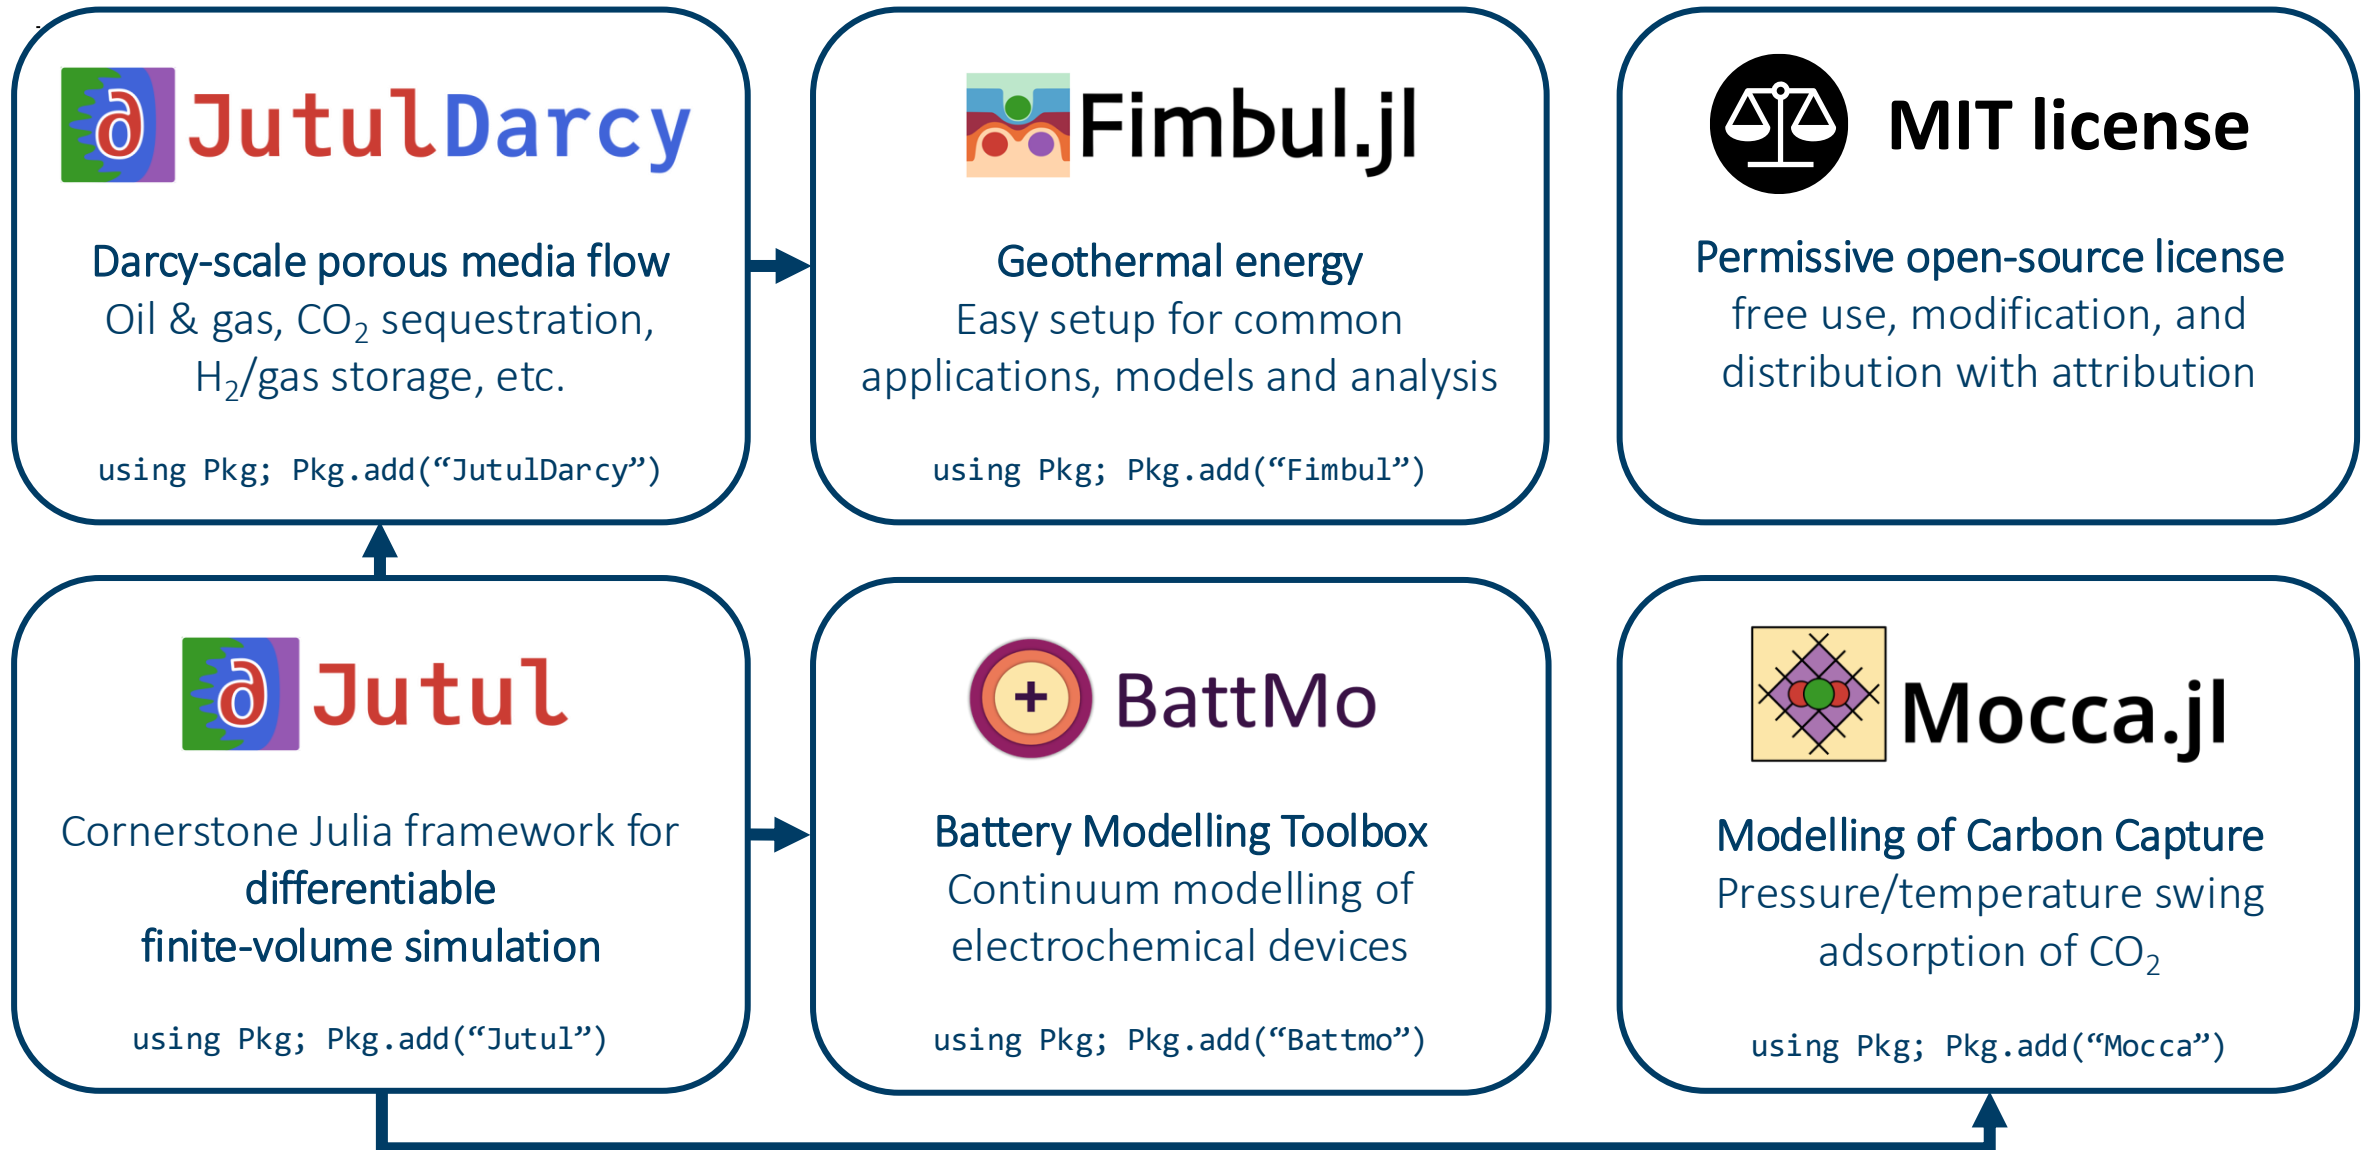 JutulDarcy
Darcy-scale porous media flow
Oil & gas, CO₂ sequestration,
H₂/gas storage, etc.
using Pkg; Pkg.add(“JutulDarcy”)
Fimbul.jl
Geothermal energy
Easy setup for common
applications, models and analysis
using Pkg; Pkg.add(“Fimbul”)
MIT license
Permissive open-source license
free use, modification, and
distribution with attribution
∂ Jutul
Cornerstone Julia framework for
differentiable
finite-volume simulation
using Pkg; Pkg.add(“Jutul”)
+ BattMo
Battery Modelling Toolbox
Continuum modelling of
electrochemical devices
using Pkg; Pkg.add(“Battmo”)
Mocca.jl
Modelling of Carbon Capture
Pressure/temperature swing
adsorption of CO₂
using Pkg; Pkg.add(“Mocca”)